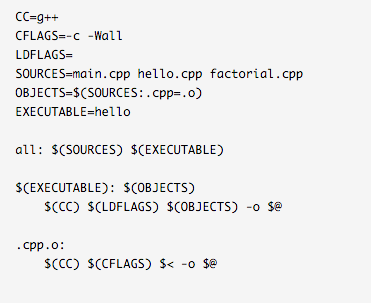 CC=g++
CFLAGS=-c -Wall
LDFLAGS=
SOURCES=main.cpp hello.cpp factorial.cpp
OBJECTS=$(SOURCES:.cpp=.o)
EXECUTABLE=hello

all: $(SOURCES) $(EXECUTABLE)

$(EXECUTABLE): $(OBJECTS)
    $(CC) $(LDFLAGS) $(OBJECTS) -o $@

.cpp.o:
    $(CC) $(CFLAGS) $< -o $@